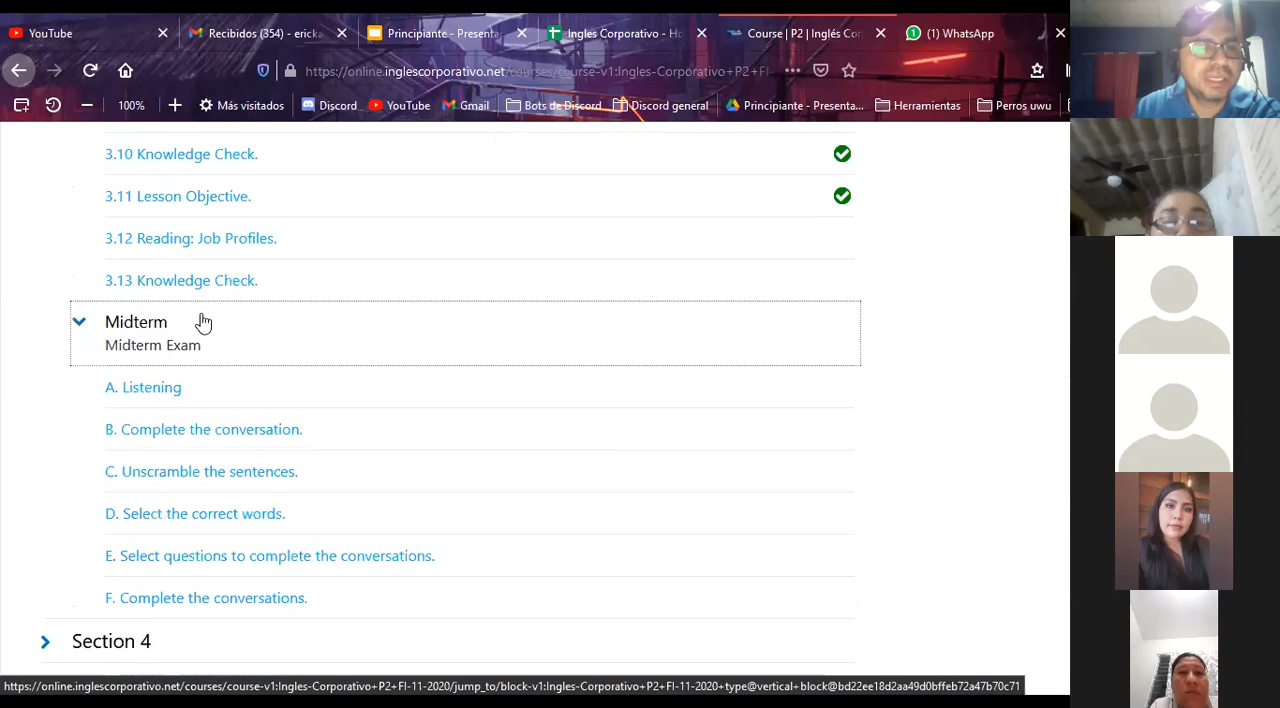 YouTube
Recibidos (354) - ericka
Principiante - Presenta
Ingles Corporativo - Ho
Course | P2 | Inglés Cor
(1) WhatsApp
https://online.inglescorporativo.net/courses/course-v1:Ingles-Corporativo+P2+FI-
100%
Más visitados
Discord
YouTube
Gmail
Bots de Discord
Discord general
Principiante - Presenta...
Herramientas
Perros uwu
3.10 Knowledge Check.
3.11 Lesson Objective.
3.12 Reading: Job Profiles.
3.13 Knowledge Check.
Midterm
Midterm Exam
A. Listening
B. Complete the conversation.
C. Unscramble the sentences.
D. Select the correct words.
E. Select questions to complete the conversations.
F. Complete the conversations.
Section 4
https://online.inglescorporativo.net/courses/course-v1:Ingles-Corporativo+P2+FI-11-2020/jump_to/block-v1:Ingles-Corporativo+P2+FI-11-2020+type@vertical+block@bd22ee18d2aa49d0bffeb72a47b70c71